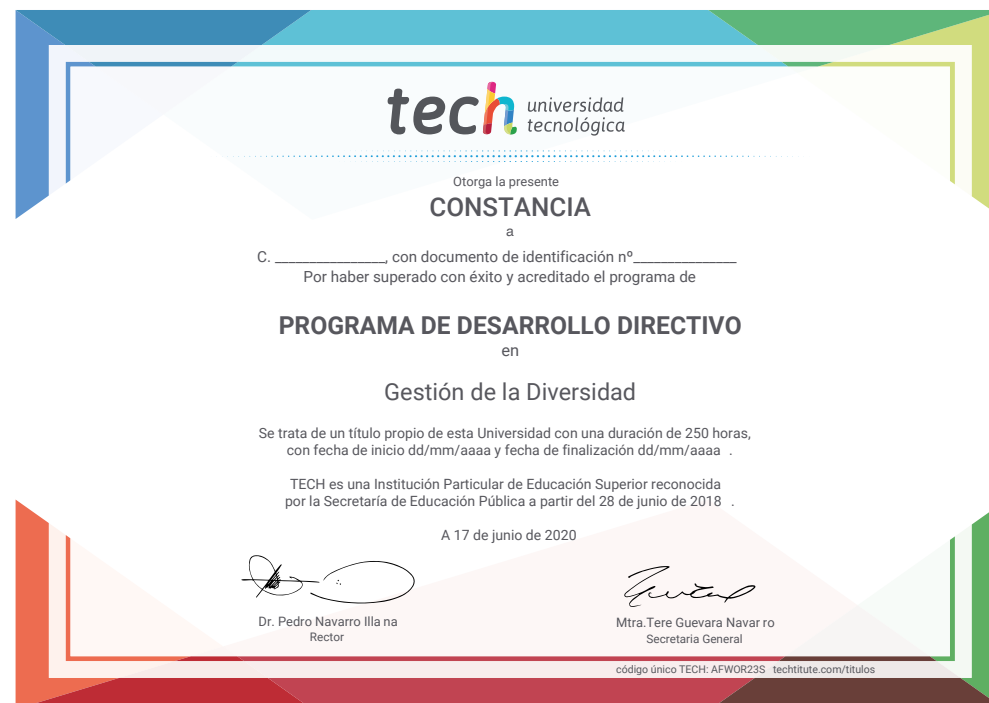 tech universidad
tecnológica
Otorga la presente
CONSTANCIA
a
C. ________________, con documento de identificación nº_______________
Por haber superado con éxito y acreditado el programa de
PROGRAMA DE DESARROLLO DIRECTIVO
en
Gestión de la Diversidad
Se trata de un título propio de esta Universidad con una duración de 250 horas,
con fecha de inicio dd/mm/aaaa y fecha de finalización dd/mm/aaaa .
TECH es una Institución Particular de Educación Superior reconocida
por la Secretaría de Educación Pública a partir del 28 de junio de 2018 .
A 17 de junio de 2020
Dr. Pedro Navarro Illa na
Rector
Mtra.Tere Guevara Navar ro
Secretaria General
código único TECH: AFWOR23S techtitute.com/titulos